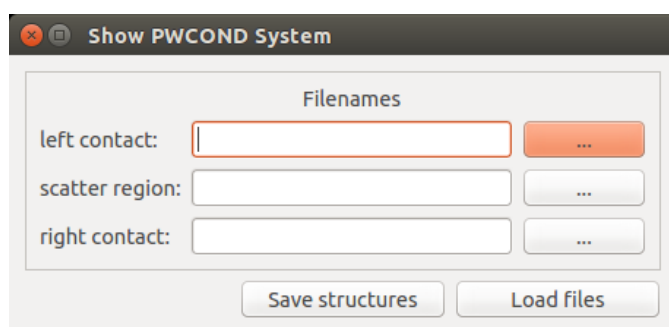 Show PWCOND System
Filenames
left contact: ...
scatter region: ...
right contact: ...
Save structures Load files